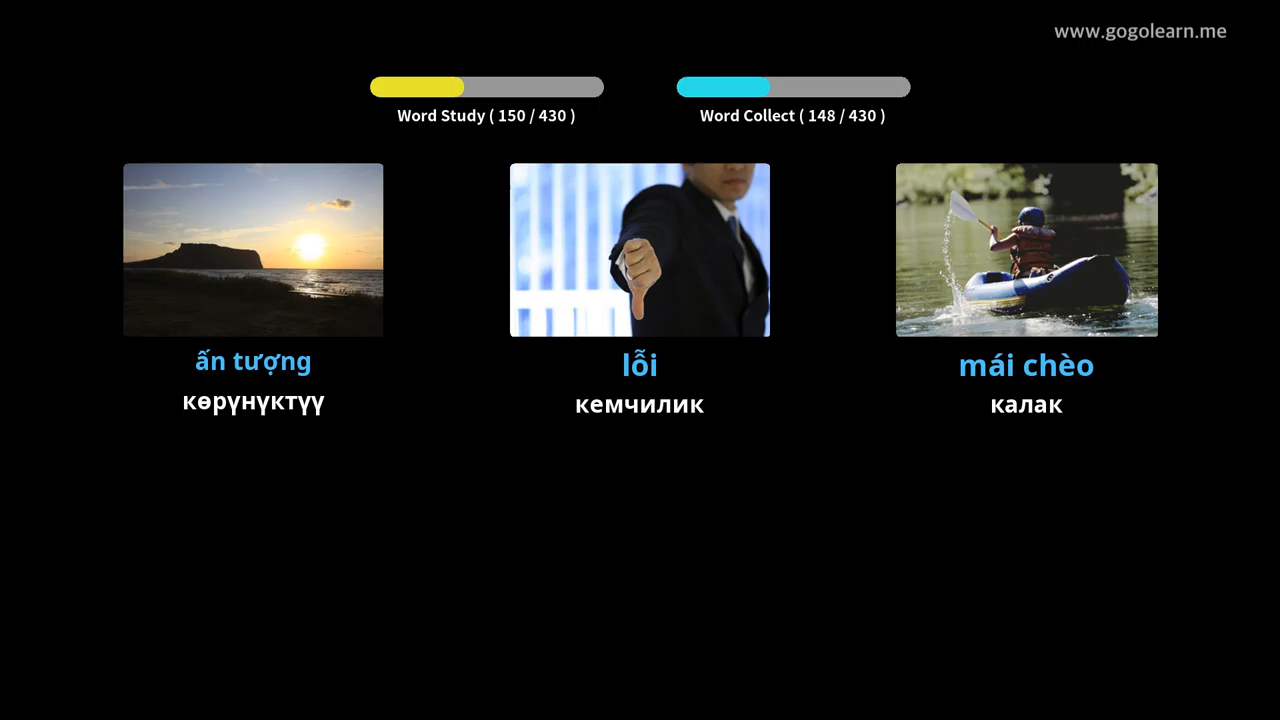 www.gogolearn.me
Word Study ( 150 / 430 )
Word Collect ( 148 / 430 )
ấn tượng
lỗi
mái chèo
көрүнүктүү
кемчилик
калак